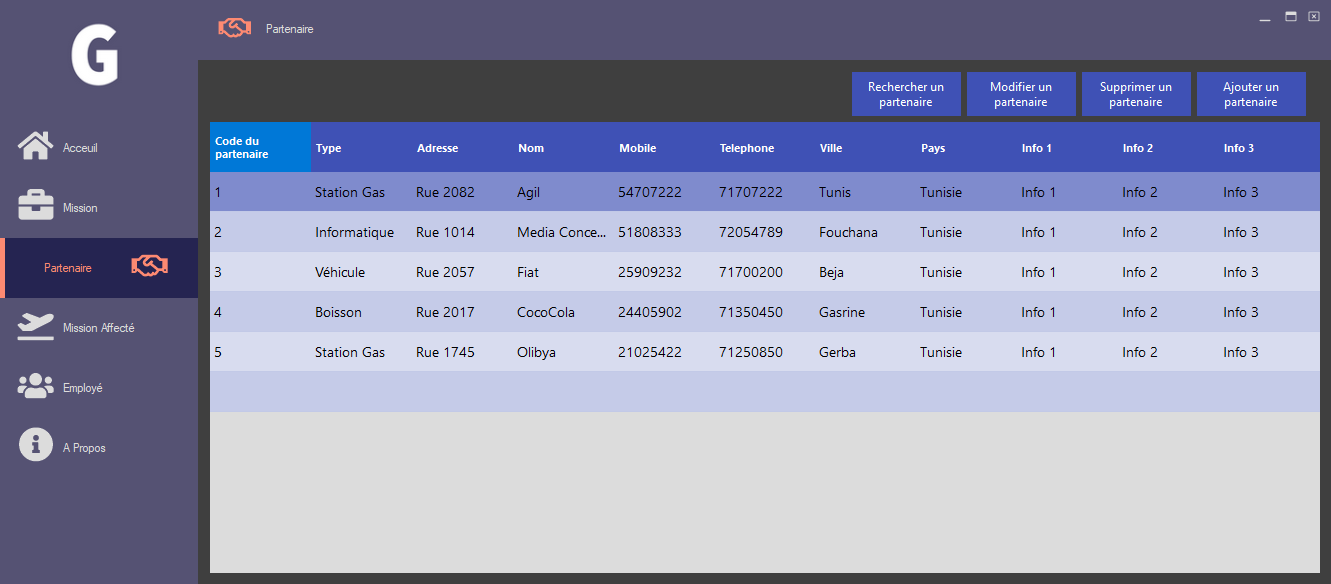 G
Partenaire
Acceuil
Mission
Partenaire
Mission Affecté
Employé
A Propos
Rechercher un
partenaire
Modifier un
partenaire
Supprimer un
partenaire
Ajouter un
partenaire
Code du
partenaire
Type Adresse Nom Mobile Telephone Ville Pays Info 1 Info 2 Info 3
1 Station Gas Rue 2082 Agil 54707222 71707222 Tunis Tunisie Info 1 Info 2 Info 3
2 Informatique Rue 1014 Media Conce... 51808333 72054789 Fouchana Tunisie Info 1 Info 2 Info 3
3 Véhicule Rue 2057 Fiat 25909232 71700200 Beja Tunisie Info 1 Info 2 Info 3
4 Boisson Rue 2017 CocoCola 24405902 71350450 Gasrine Tunisie Info 1 Info 2 Info 3
5 Station Gas Rue 1745 Olibya 21025422 71250850 Gerba Tunisie Info 1 Info 2 Info 3